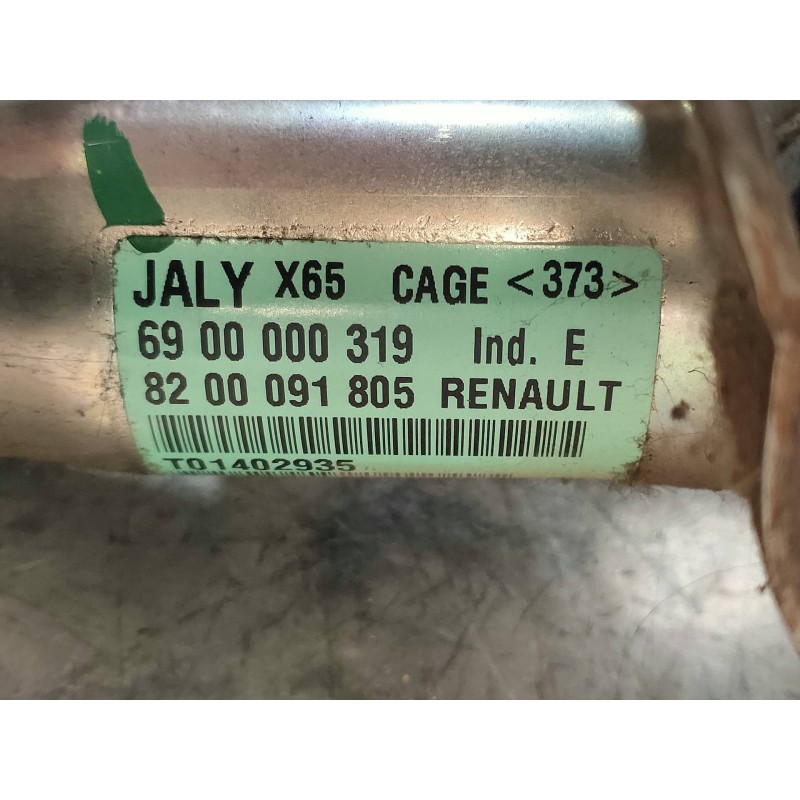 JALY X65 CAGE <373>
69 00 000 319 Ind. E
82 00 091 805 RENAULT
T01402935